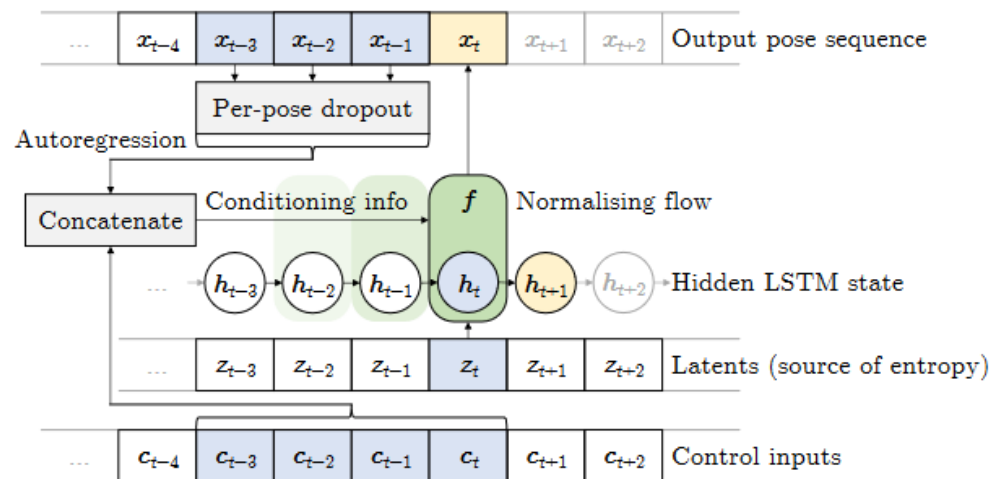 ... x_{t−4} x_{t−3} x_{t−2} x_{t−1} x_t x_{t+1} x_{t+2} Output pose sequence
Per-pose dropout
Autoregression
Concatenate Conditioning info f Normalising flow
... h_{t−3} h_{t−2} h_{t−1} h_t h_{t+1} h_{t+2} Hidden LSTM state
... z_{t−3} z_{t−2} z_{t−1} z_t z_{t+1} z_{t+2} Latents (source of entropy)
... c_{t−4} c_{t−3} c_{t−2} c_{t−1} c_t c_{t+1} c_{t+2} Control inputs